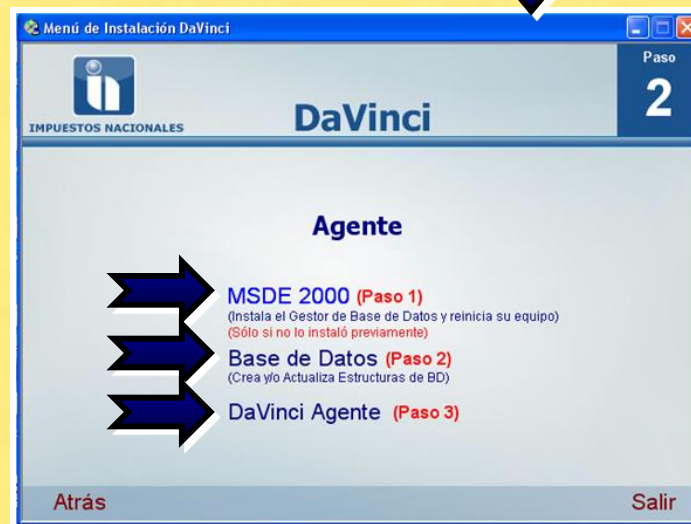 Menú de Instalación DaVinci
Paso
2
IMPUESTOS NACIONALES
DaVinci
Agente
MSDE 2000 (Paso 1)
(Instala el Gestor de Base de Datos y reinicia su equipo)
(Sólo si no lo instaló previamente)
Base de Datos (Paso 2)
(Crea y/o Actualiza Estructuras de BD)
DaVinci Agente (Paso 3)
Atrás
Salir